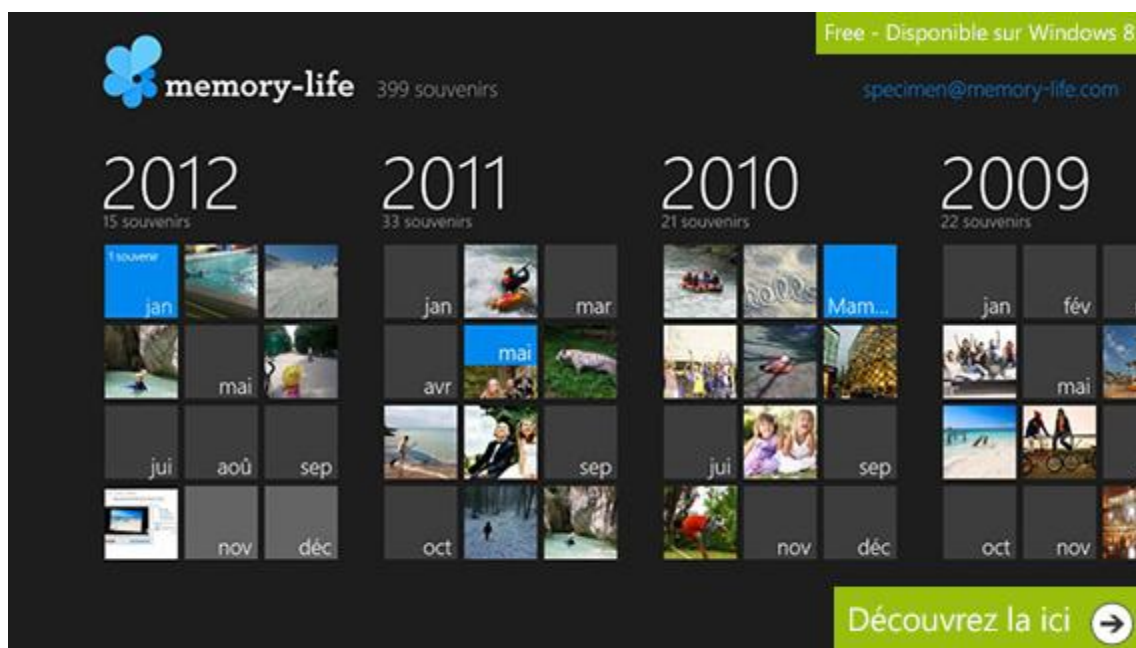 Free - Disponible sur Windows 8
memory-life 399 souvenirs
specimen@memory-life.com
2012
15 souvenirs
1 souvenir
jan
mai
jui août sep
nov déc
2011
33 souvenirs
jan mar
avr mai
sep
oct
2010
21 souvenirs
Mam...
jui sep
nov déc
2009
22 souvenirs
jan fév
mai
oct nov
Découvrez la ici